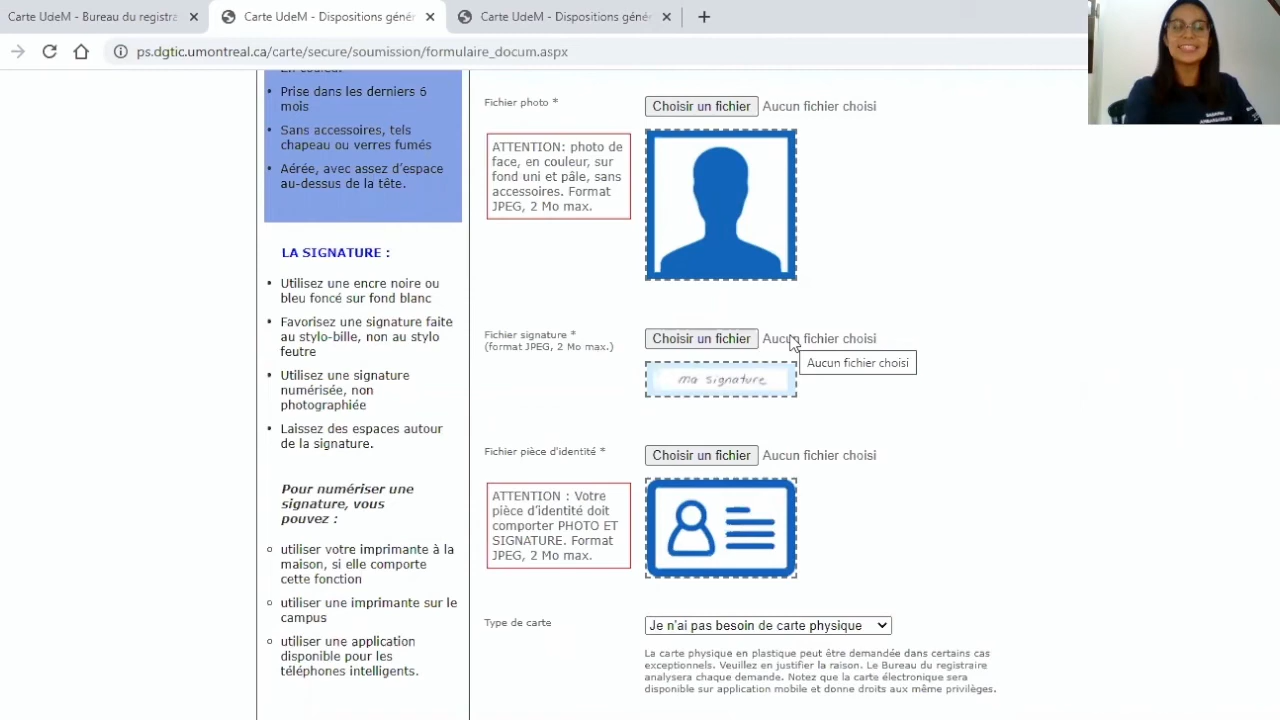 Carte UdeM - Bureau du registra
Carte UdeM - Dispositions génér
Carte UdeM - Dispositions génér
ps.dgtic.umontreal.ca/carte/secure/soumission/formulaire_docum.aspx
En couleur
Prise dans les derniers 6
mois
Sans accessoires, tels
chapeau ou verres fumés
Aérée, avec assez d'espace
au-dessus de la tête.
LA SIGNATURE :
Utilisez une encre noire ou
bleu foncé sur fond blanc
Favorisez une signature faite
au stylo-bille, non au stylo
feutre
Utilisez une signature
numérisée, non
photographiée
Laissez des espaces autour
de la signature.
Pour numériser une
signature, vous
pouvez :
utiliser votre imprimante à la
maison, si elle comporte
cette fonction
utiliser une imprimante sur le
campus
utiliser une application
disponible pour les
téléphones intelligents.
Fichier photo *
Choisir un fichier Aucun fichier choisi
ATTENTION: photo de
face, en couleur, sur
fond uni et pâle, sans
accessoires. Format
JPEG, 2 Mo max.
Fichier signature *
(format JPEG, 2 Mo max.)
Choisir un fichier Aucun fichier choisi
Aucun fichier choisi
ma signature
Fichier pièce d'identité *
Choisir un fichier Aucun fichier choisi
ATTENTION : Votre
pièce d'identité doit
comporter PHOTO ET
SIGNATURE. Format
JPEG, 2 Mo max.
Type de carte
Je n'ai pas besoin de carte physique
La carte physique en plastique peut être demandée dans certains cas
exceptionnels. Veuillez en justifier la raison. Le Bureau du registraire
analysera chaque demande. Notez que la carte électronique sera
disponible sur application mobile et donne droits aux même privilèges.